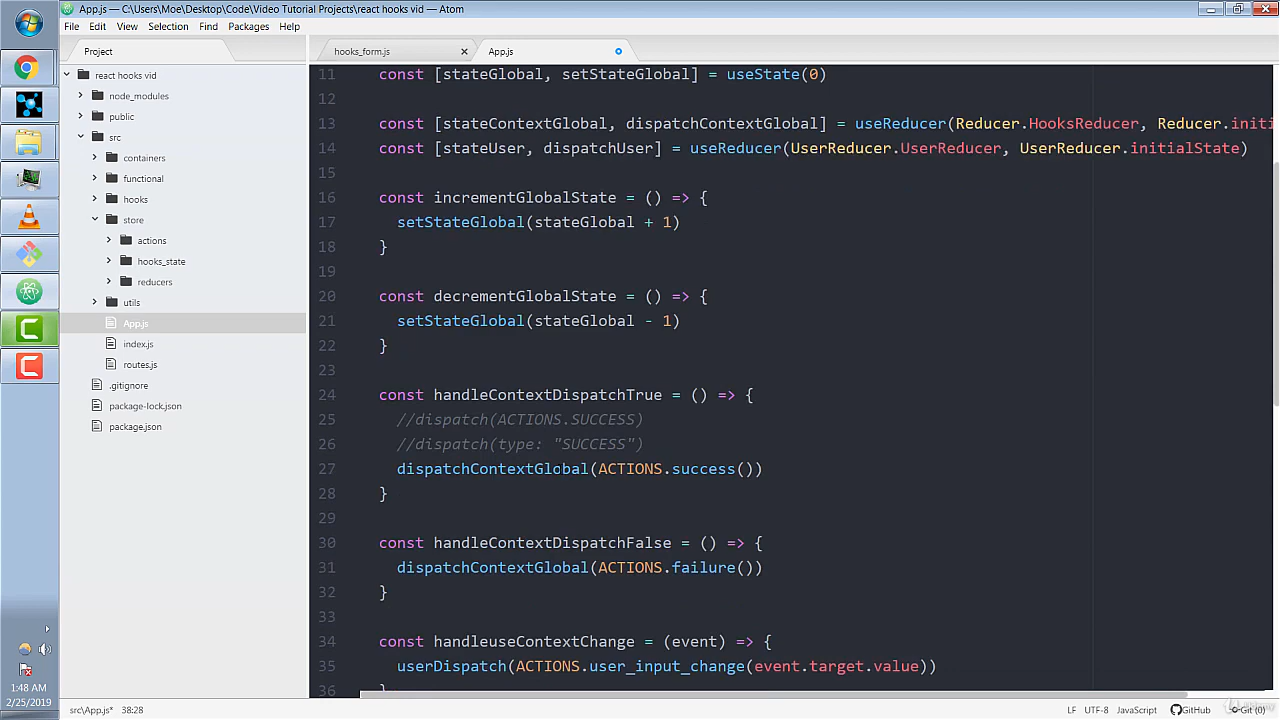 App.js — C:\Users\Moe\Desktop\Code\Video Tutorial Projects\react hooks vid — Atom
File Edit View Selection Find Packages Help
Project
hooks_form.js
App.js
react hooks vid
node_modules
public
src
containers
functional
hooks
store
actions
hooks_state
reducers
utils
App.js
index.js
routes.js
.gitignore
package-lock.json
package.json
11 const [stateGlobal, setStateGlobal] = useState(0)
12
13 const [stateContextGlobal, dispatchContextGlobal] = useReducer(Reducer.HooksReducer, Reducer.initi
14 const [stateUser, dispatchUser] = useReducer(UserReducer.UserReducer, UserReducer.initialState)
15
16 const incrementGlobalState = () => {
17 setStateGlobal(stateGlobal + 1)
18 }
19
20 const decrementGlobalState = () => {
21 setStateGlobal(stateGlobal - 1)
22 }
23
24 const handleContextDispatchTrue = () => {
25 //dispatch(ACTIONS.SUCCESS)
26 //dispatch(type: "SUCCESS")
27 dispatchContextGlobal(ACTIONS.success())
28 }
29
30 const handleContextDispatchFalse = () => {
31 dispatchContextGlobal(ACTIONS.failure())
32 }
33
34 const handleuseContextChange = (event) => {
35 userDispatch(ACTIONS.user_input_change(event.target.value))
36 }
1:48 AM
2/25/2019
src\App.js* 38:28
LF UTF-8 JavaScript GitHub Git (0)